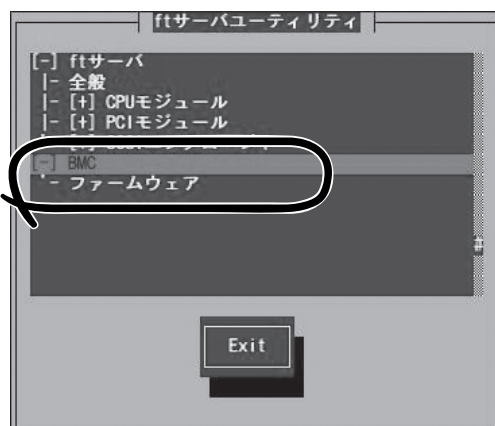 ftサーバユーティリティ
[-] ftサーバ
|- 全般
|- [+] CPUモジュール
|- [+] PCIモジュール
[-] BMC
'- ファームウェア
Exit